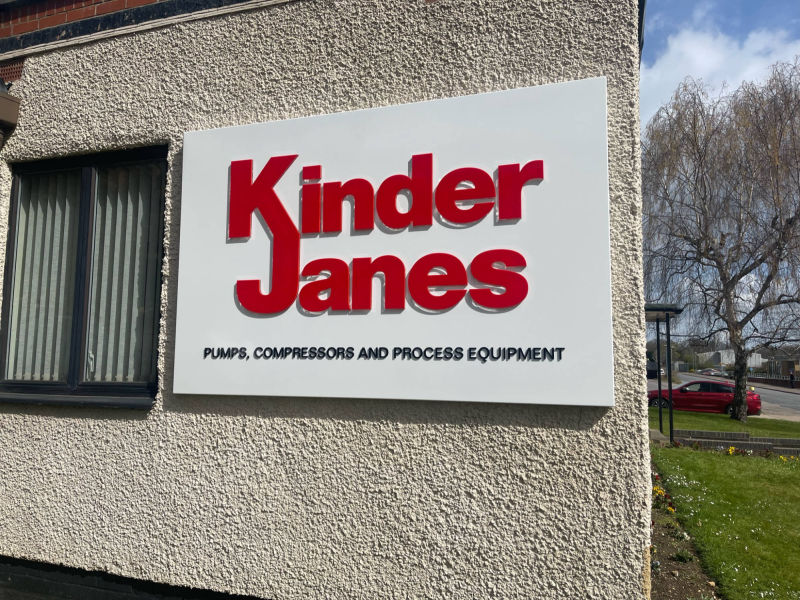 Kinder
Janes
PUMPS, COMPRESSORS AND PROCESS EQUIPMENT